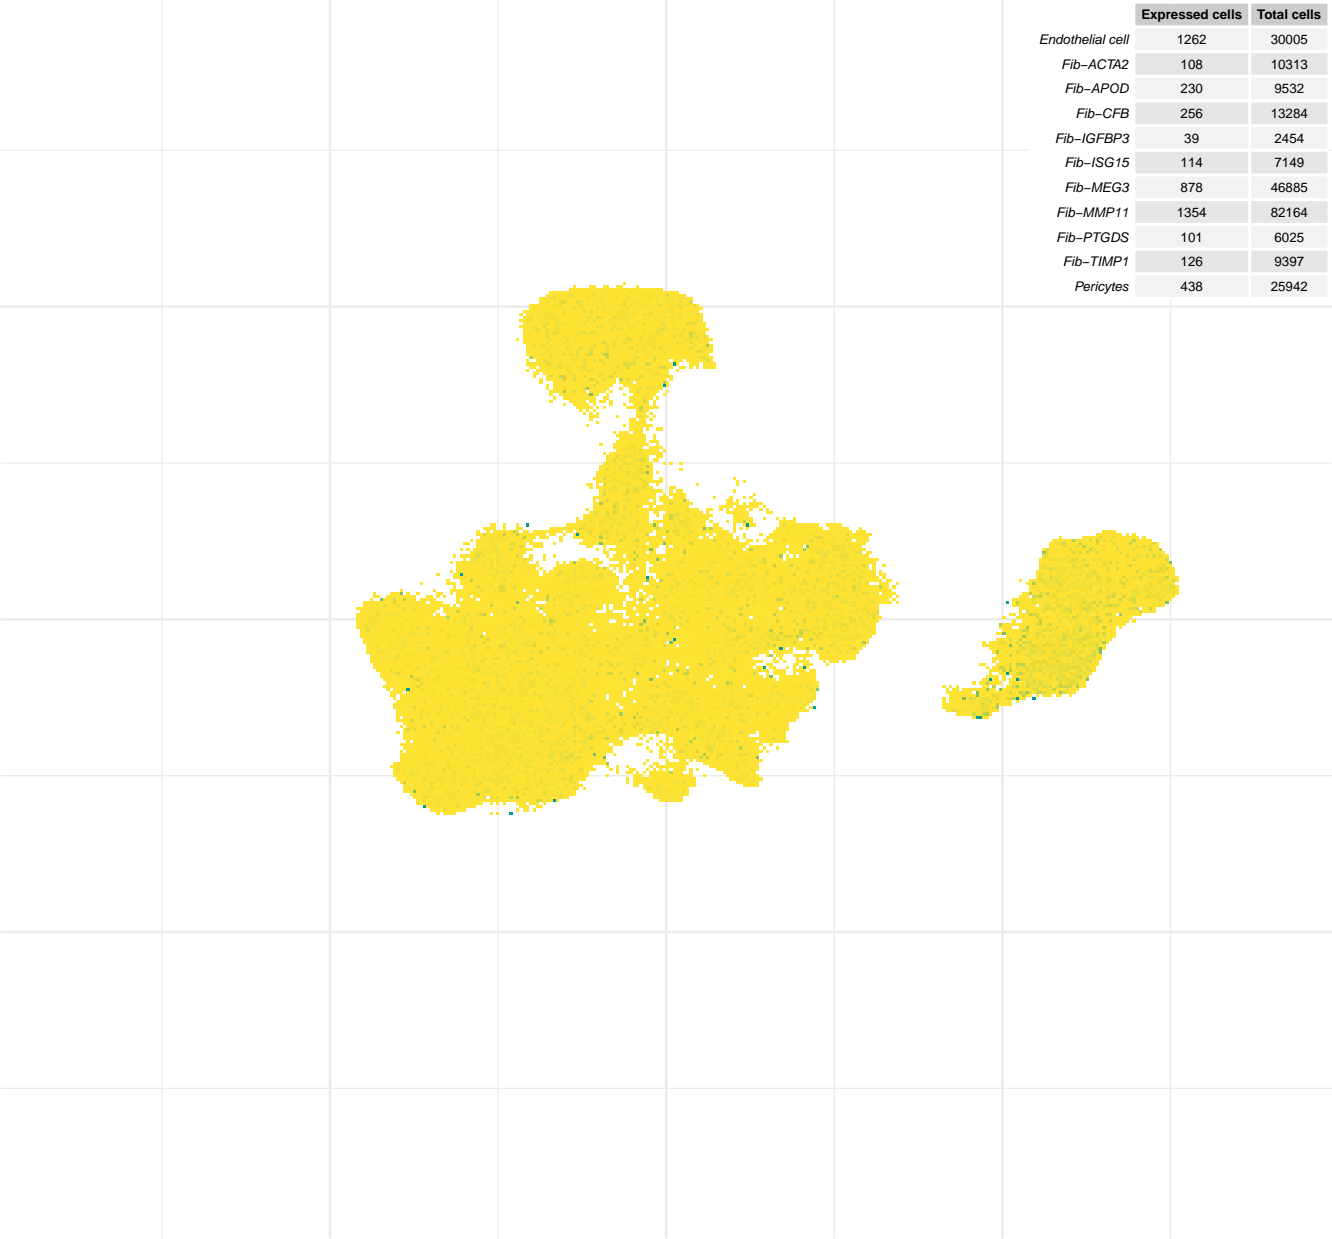 Expressed cells Total cells
Endothelial cell 1262 30005
Fib−ACTA2 108 10313
Fib−APOD 230 9532
Fib−CFB 256 13284
Fib−IGFBP3 39 2454
Fib−ISG15 114 7149
Fib−MEG3 878 46885
Fib−MMP11 1354 82164
Fib−PTGDS 101 6025
Fib−TIMP1 126 9397
Pericytes 438 25942